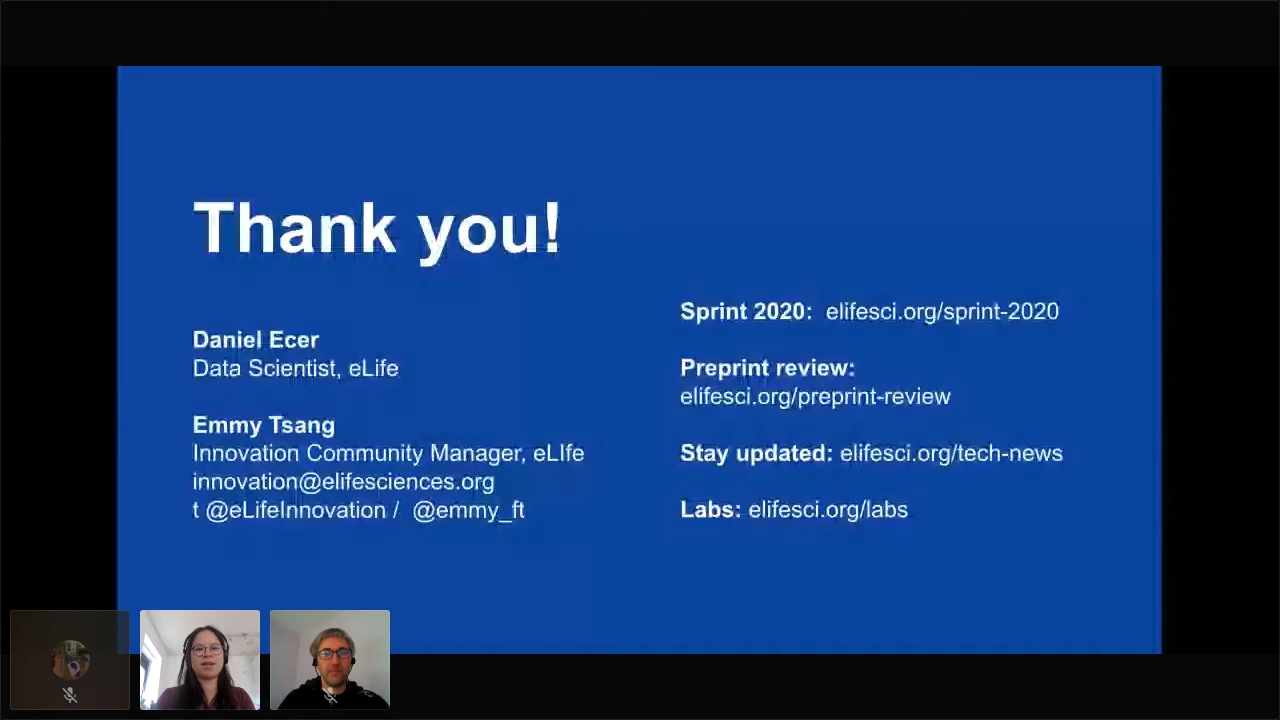 Thank you!
Daniel Ecer
Data Scientist, eLife
Emmy Tsang
Innovation Community Manager, eLIfe
innovation@elifesciences.org
t @eLifeInnovation / @emmy_ft
Sprint 2020: elifesci.org/sprint-2020
Preprint review:
elifesci.org/preprint-review
Stay updated: elifesci.org/tech-news
Labs: elifesci.org/labs